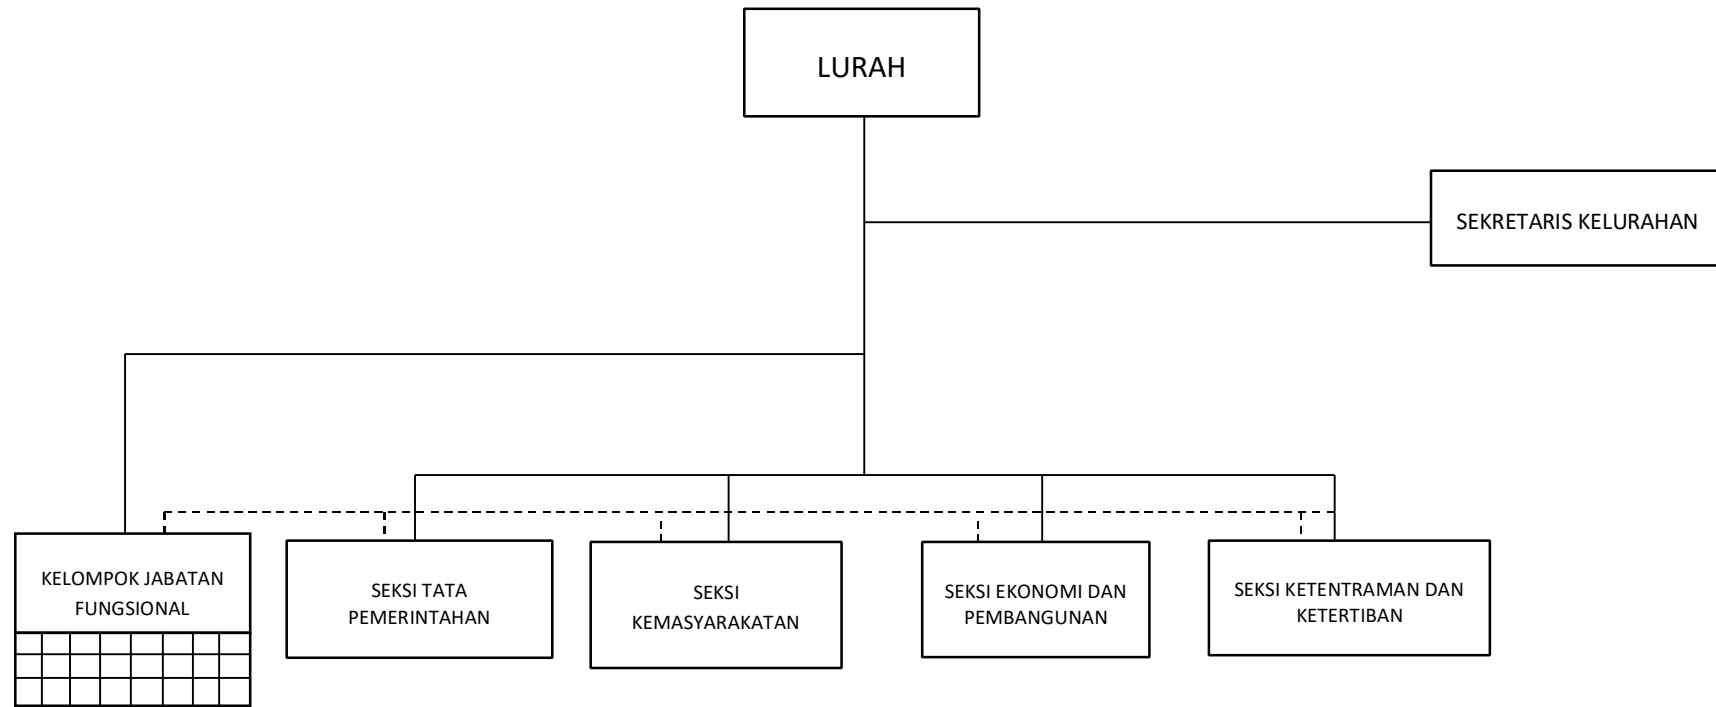 LURAH
SEKRETARIS KELURAHAN
KELOMPOK JABATAN
FUNGSIONAL
SEKSI TATA
PEMERINTAHAN
SEKSI
KEMASYARAKATAN
SEKSI EKONOMI DAN
PEMBANGUNAN
SEKSI KETENTRAMAN DAN
KETERTIBAN